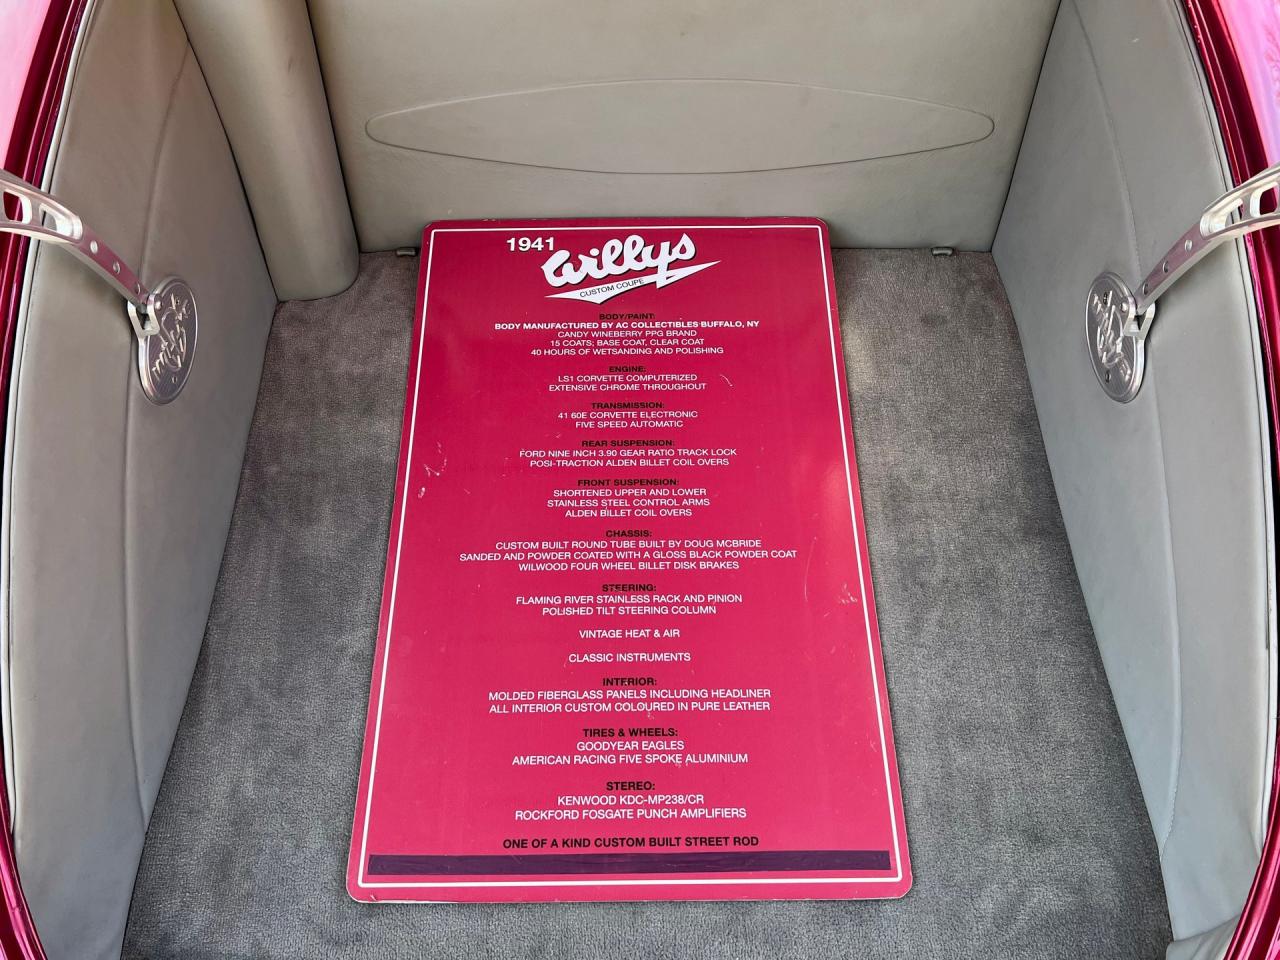 1941 Willys
CUSTOM COUPE
BODY/PAINT:
BODY MANUFACTURED BY AC COLLECTIBLES BUFFALO, NY
CANDY WINEBERRY PPG BRAND
15 COATS; BASE COAT, CLEAR COAT
40 HOURS OF WETSANDING AND POLISHING
ENGINE:
LS1 CORVETTE COMPUTERIZED
EXTENSIVE CHROME THROUGHOUT
TRANSMISSION:
41 60E CORVETTE ELECTRONIC
FIVE SPEED AUTOMATIC
REAR SUSPENSION:
FORD NINE INCH 3.90 GEAR RATIO TRACK LOCK
POSI-TRACTION ALDEN BILLET COIL OVERS
FRONT SUSPENSION:
SHORTENED UPPER AND LOWER
STAINLESS STEEL CONTROL ARMS
ALDEN BILLET COIL OVERS
CHASSIS:
CUSTOM BUILT ROUND TUBE BUILT BY DOUG MCBRIDE
SANDED AND POWDER COATED WITH A GLOSS BLACK POWDER COAT
WILWOOD FOUR WHEEL BILLET DISK BRAKES
STEERING:
FLAMING RIVER STAINLESS RACK AND PINION
POLISHED TILT STEERING COLUMN
VINTAGE HEAT & AIR
CLASSIC INSTRUMENTS
INTERIOR:
MOLDED FIBERGLASS PANELS INCLUDING HEADLINER
ALL INTERIOR CUSTOM COLOURED IN PURE LEATHER
TIRES & WHEELS:
GOODYEAR EAGLES
AMERICAN RACING FIVE SPOKE ALUMINIUM
STEREO:
KENWOOD KDC-MP238/CR
ROCKFORD FOSGATE PUNCH AMPLIFIERS
ONE OF A KIND CUSTOM BUILT STREET ROD